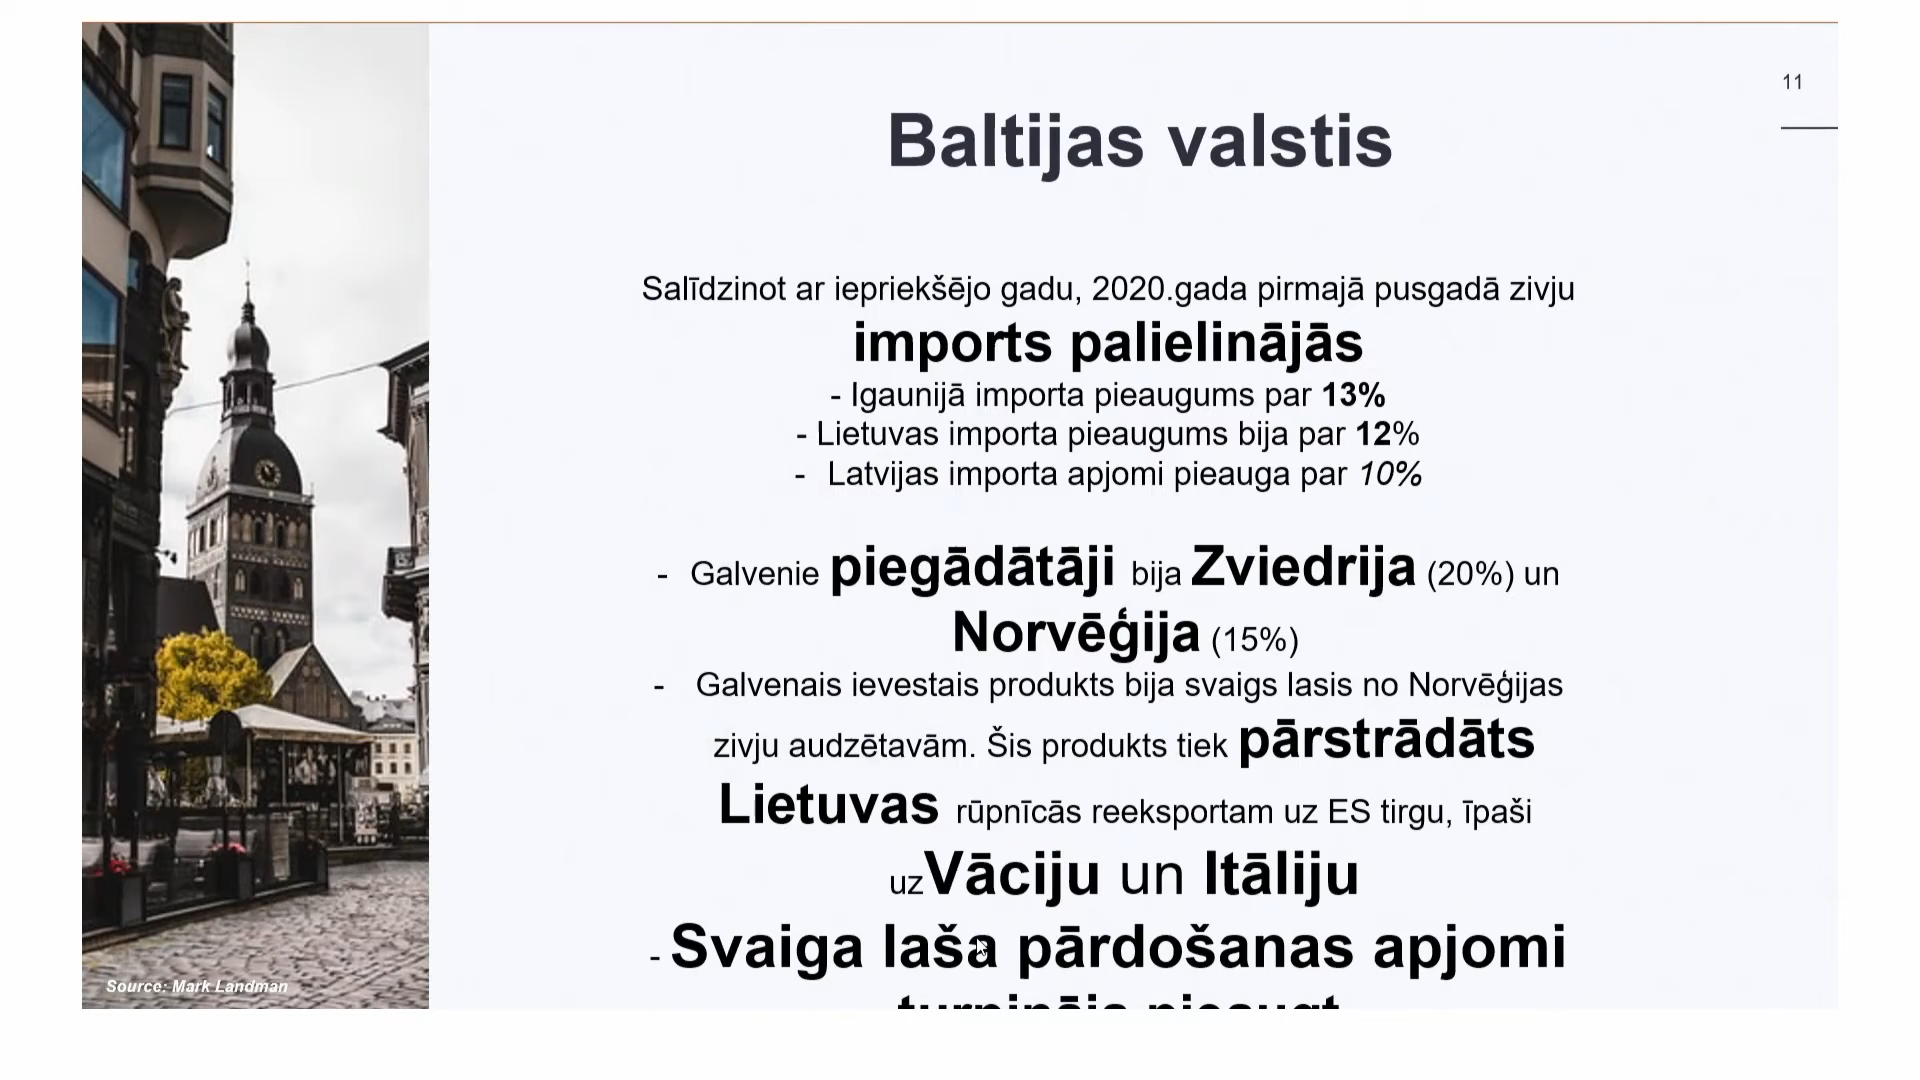 11
Baltijas valstis
Salīdzinot ar iepriekšējo gadu, 2020.gada pirmajā pusgadā zivju
imports palielinājās
- Igaunijā importa pieaugums par 13%
- Lietuvas importa pieaugums bija par 12%
- Latvijas importa apjomi pieauga par 10%
- Galvenie piegādātāji bija Zviedrija (20%) un
Norvēģija (15%)
- Galvenais ievestais produkts bija svaigs lasis no Norvēģijas
zivju audzētavām. Šis produkts tiek pārstrādāts
Lietuvas rūpnīcās reeksportam uz ES tirgu, īpaši
uzVāciju un Itāliju
- Svaiga laša pārdošanas apjomi
turpināja pieaugt
Source: Mark Landman